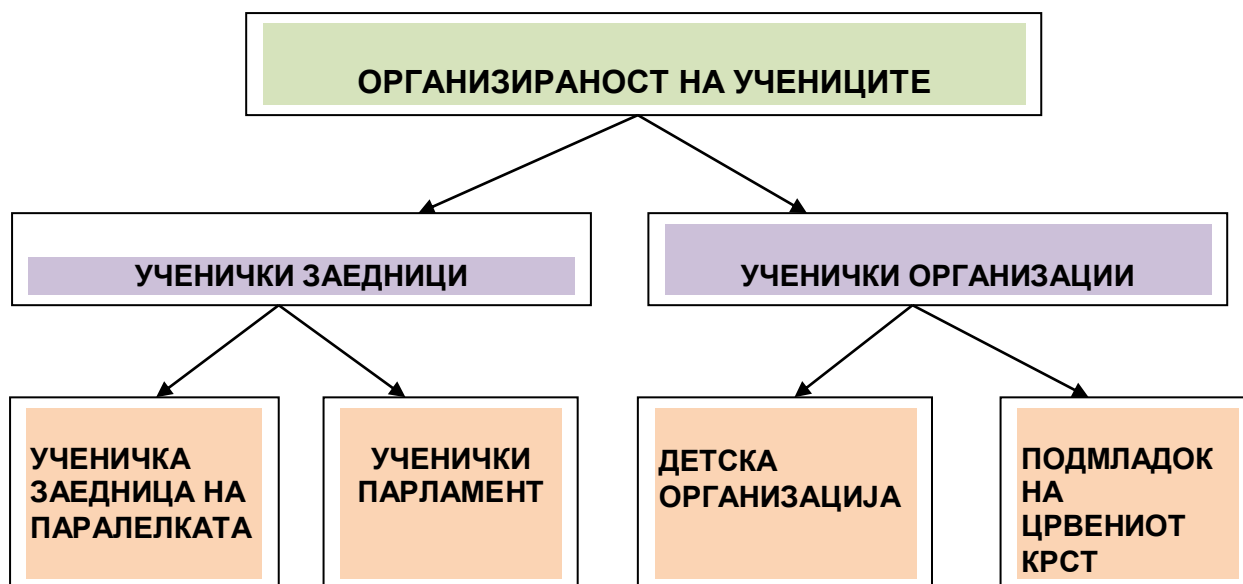 ОРГАНИЗИРАНОСТ НА УЧЕНИЦИТЕ
УЧЕНИЧКИ ЗАЕДНИЦИ
УЧЕНИЧКИ ОРГАНИЗАЦИИ
УЧЕНИЧКА
ЗАЕДНИЦА НА
ПАРАЛЕЛКАТА
УЧЕНИЧКИ
ПАРЛАМЕНТ
ДЕТСКА
ОРГАНИЗАЦИЈА
ПОДМЛАДОК
НА
ЦРВЕНИОТ
КРСТ